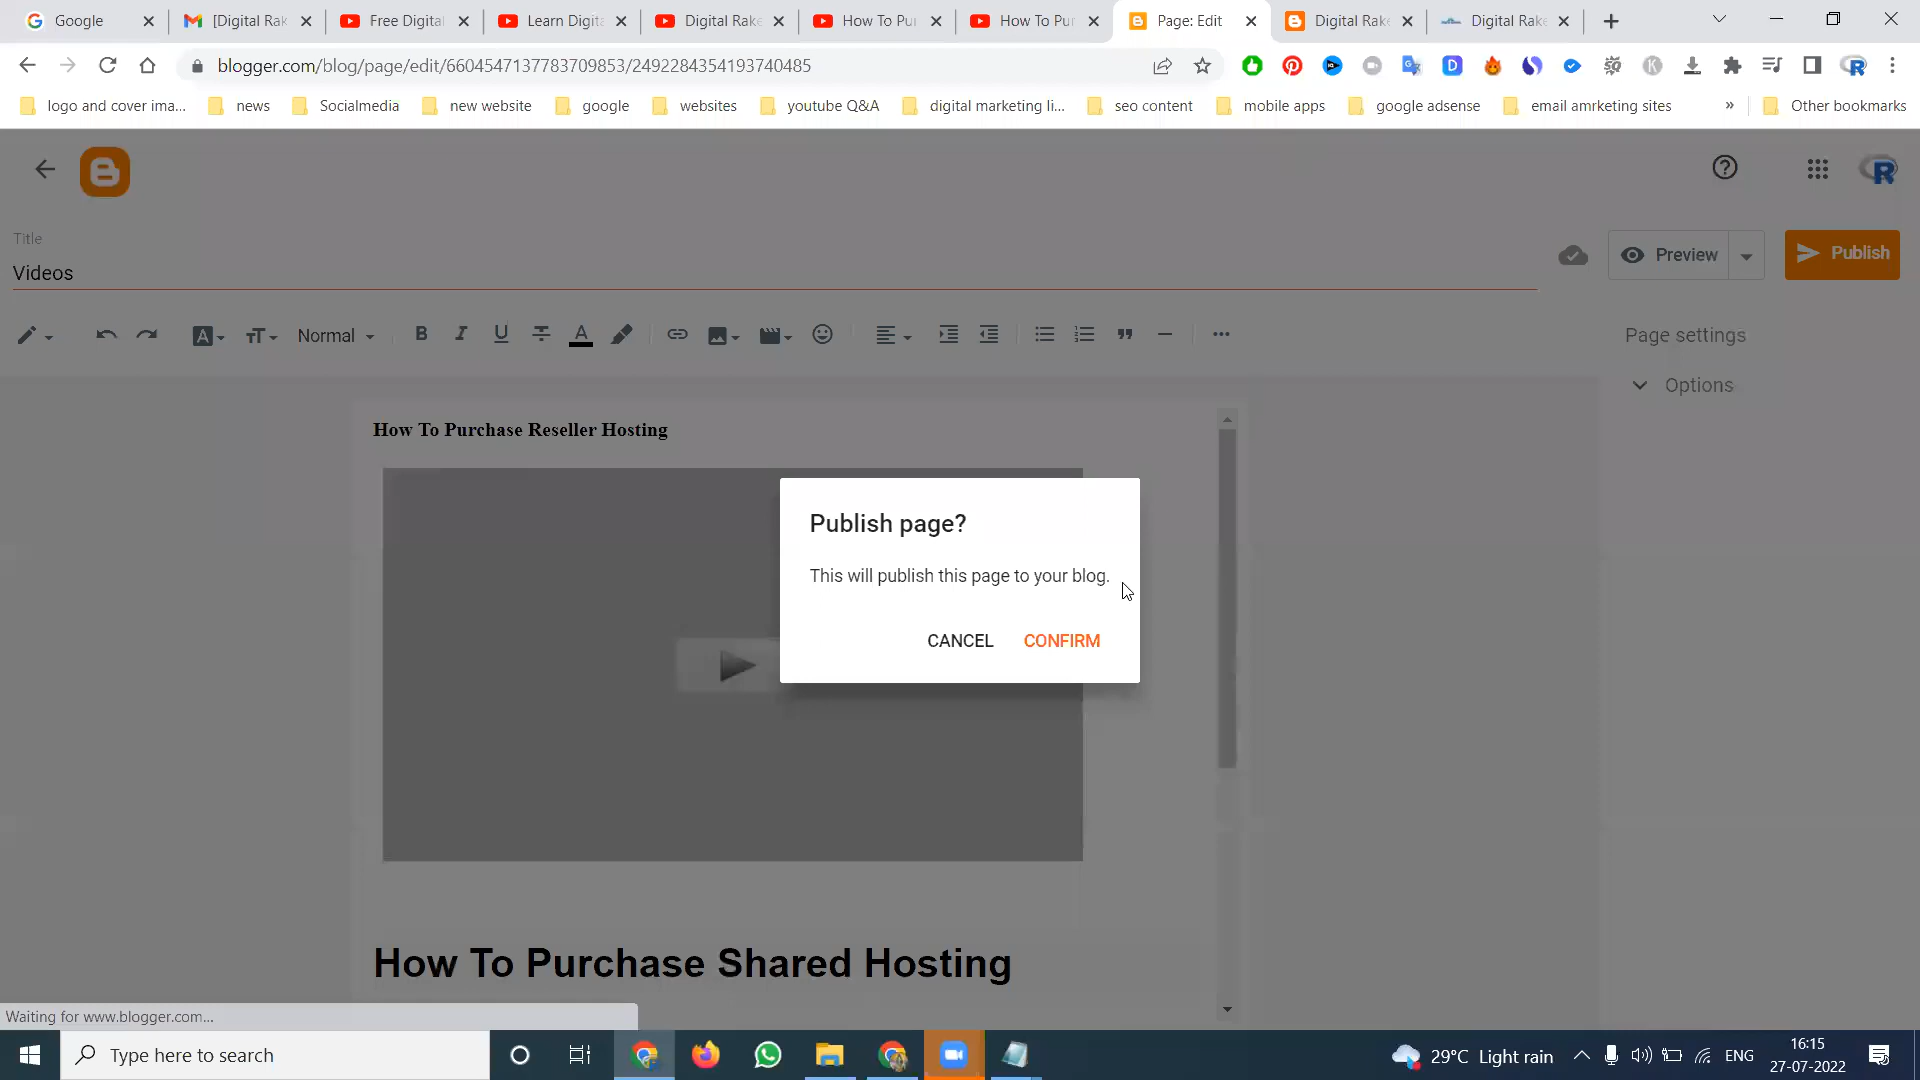 Google
[Digital Rak
Free Digital
Learn Digita
Digital Rake
How To Pur
How To Pur
Page: Edit
Digital Rake
Digital Rake
blogger.com/blog/page/edit/6604547137783709853/2492284354193740485
logo and cover ima...
news
Socialmedia
new website
google
websites
youtube Q&A
digital marketing li...
seo content
mobile apps
google adsense
email amrketing sites
»
Other bookmarks
Title
Videos
Preview
Publish
Normal
Page settings
Options
How To Purchase Reseller Hosting
Publish page?
This will publish this page to your blog.
CANCEL
CONFIRM
How To Purchase Shared Hosting
Waiting for www.blogger.com...
Type here to search
29°C Light rain
ENG
16:15
27-07-2022